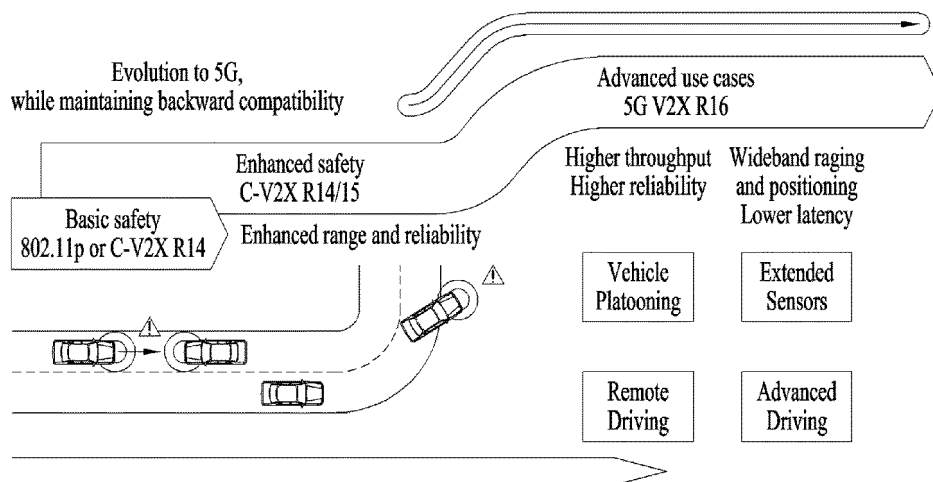 Evolution to 5G,
while maintaining backward compatibility
Advanced use cases
5G V2X R16
Enhanced safety
C-V2X R14/15
Basic safety
802.11p or C-V2X R14
Enhanced range and reliability
Higher throughput
Higher reliability
Wideband raging
and positioning
Lower latency
Vehicle
Platooning
Extended
Sensors
Remote
Driving
Advanced
Driving